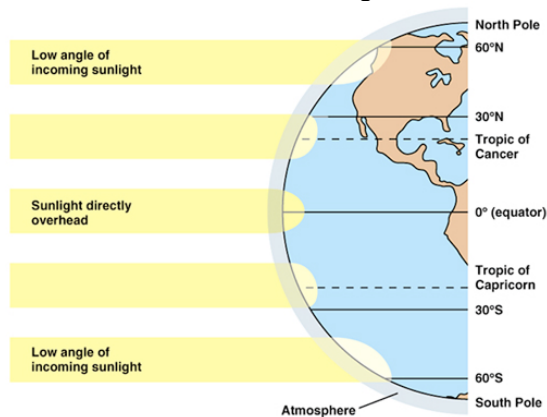 North Pole
60°N
Low angle of
incoming sunlight
30°N
Tropic of
Cancer
Sunlight directly
overhead
0° (equator)
Tropic of
Capricorn
30°S
Low angle of
incoming sunlight
60°S
South Pole
Atmosphere